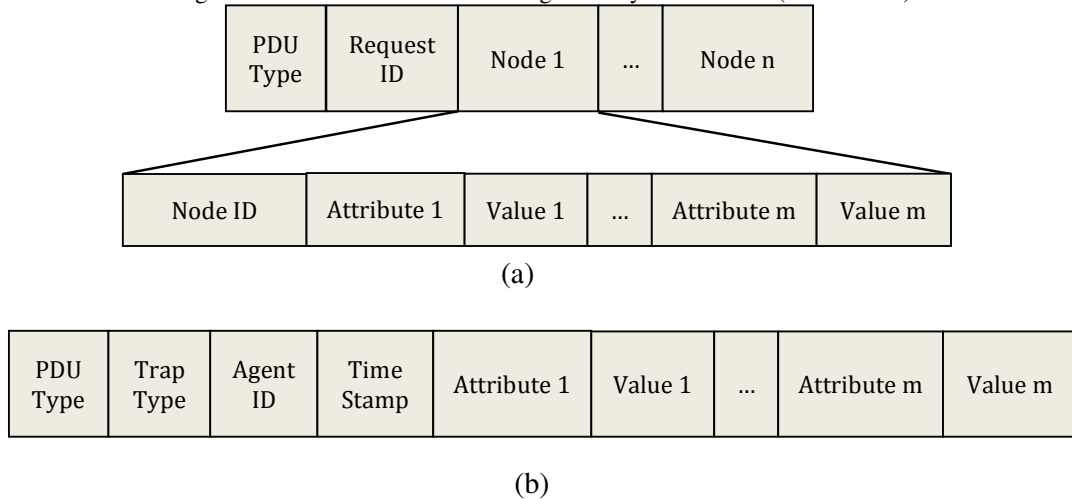 PDU Type
Request ID
Node 1
...
Node n
Node ID
Attribute 1
Value 1
...
Attribute m
Value m
(a)
PDU Type
Trap Type
Agent ID
Time Stamp
Attribute 1
Value 1
...
Attribute m
Value m
(b)